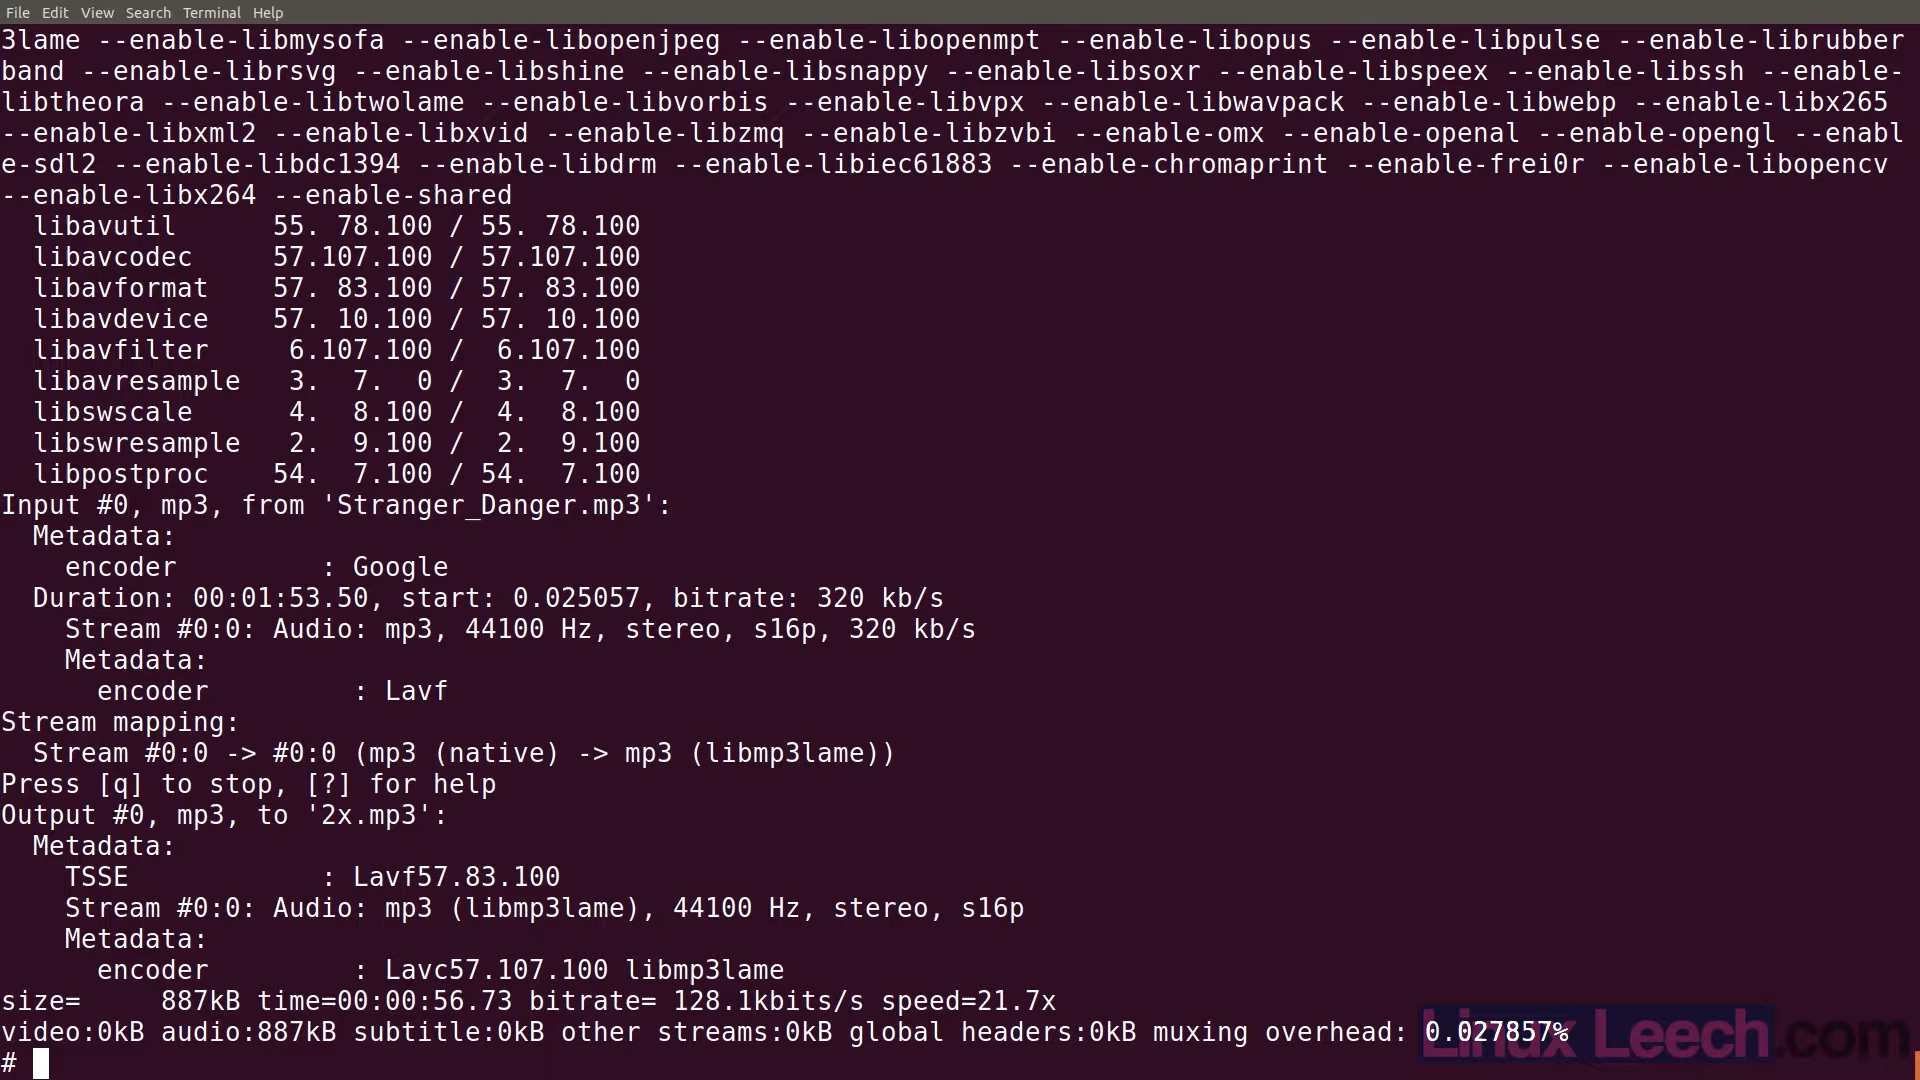 File Edit View Search Terminal Help
3lame --enable-libmysofa --enable-libopenjpeg --enable-libopenmpt --enable-libopus --enable-libpulse --enable-librubber
band --enable-librsvg --enable-libshine --enable-libsnappy --enable-libsoxr --enable-libspeex --enable-libssh --enable-
libtheora --enable-libtwolame --enable-libvorbis --enable-libvpx --enable-libwavpack --enable-libwebp --enable-libx265
--enable-libxml2 --enable-libxvid --enable-libzmq --enable-libzvbi --enable-omx --enable-openal --enable-opengl --enabl
e-sdl2 --enable-libdc1394 --enable-libdrm --enable-libiec61883 --enable-chromaprint --enable-frei0r --enable-libopencv
--enable-libx264 --enable-shared
  libavutil      55. 78.100 / 55. 78.100
  libavcodec     57.107.100 / 57.107.100
  libavformat    57. 83.100 / 57. 83.100
  libavdevice    57. 10.100 / 57. 10.100
  libavfilter     6.107.100 /  6.107.100
  libavresample   3.  7.  0 /  3.  7.  0
  libswscale      4.  8.100 /  4.  8.100
  libswresample   2.  9.100 /  2.  9.100
  libpostproc    54.  7.100 / 54.  7.100
Input #0, mp3, from 'Stranger_Danger.mp3':
  Metadata:
    encoder         : Google
  Duration: 00:01:53.50, start: 0.025057, bitrate: 320 kb/s
    Stream #0:0: Audio: mp3, 44100 Hz, stereo, s16p, 320 kb/s
    Metadata:
      encoder         : Lavf
Stream mapping:
  Stream #0:0 -> #0:0 (mp3 (native) -> mp3 (libmp3lame))
Press [q] to stop, [?] for help
Output #0, mp3, to '2x.mp3':
  Metadata:
    TSSE            : Lavf57.83.100
    Stream #0:0: Audio: mp3 (libmp3lame), 44100 Hz, stereo, s16p
    Metadata:
      encoder         : Lavc57.107.100 libmp3lame
size=     887kB time=00:00:56.73 bitrate= 128.1kbits/s speed=21.7x
video:0kB audio:887kB subtitle:0kB other streams:0kB global headers:0kB muxing overhead: 0.027857%
#
Linux Leech.com